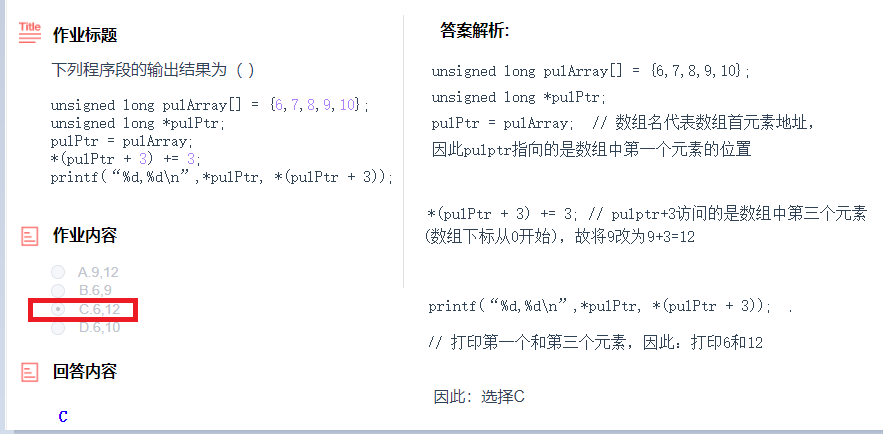 Title
作业标题
下列程序段的输出结果为（ ）
unsigned long pulArray[] = {6,7,8,9,10};
unsigned long *pulPtr;
pulPtr = pulArray;
*(pulPtr + 3) += 3;
printf(“%d,%d\n”,*pulPtr, *(pulPtr + 3));
作业内容
A.9,12
B.6,9
C.6,12
D.6,10
回答内容
C
答案解析:
unsigned long pulArray[] = {6,7,8,9,10};
unsigned long *pulPtr;
pulPtr = pulArray; // 数组名代表数组首元素地址，
因此pulptr指向的是数组中第一个元素的位置
*(pulPtr + 3) += 3; // pulptr+3访问的是数组中第三个元素
(数组下标从0开始)，故将9改为9+3=12
printf(“%d,%d\n”,*pulPtr, *(pulPtr + 3)); .
// 打印第一个和第三个元素，因此：打印6和12
因此：选择C